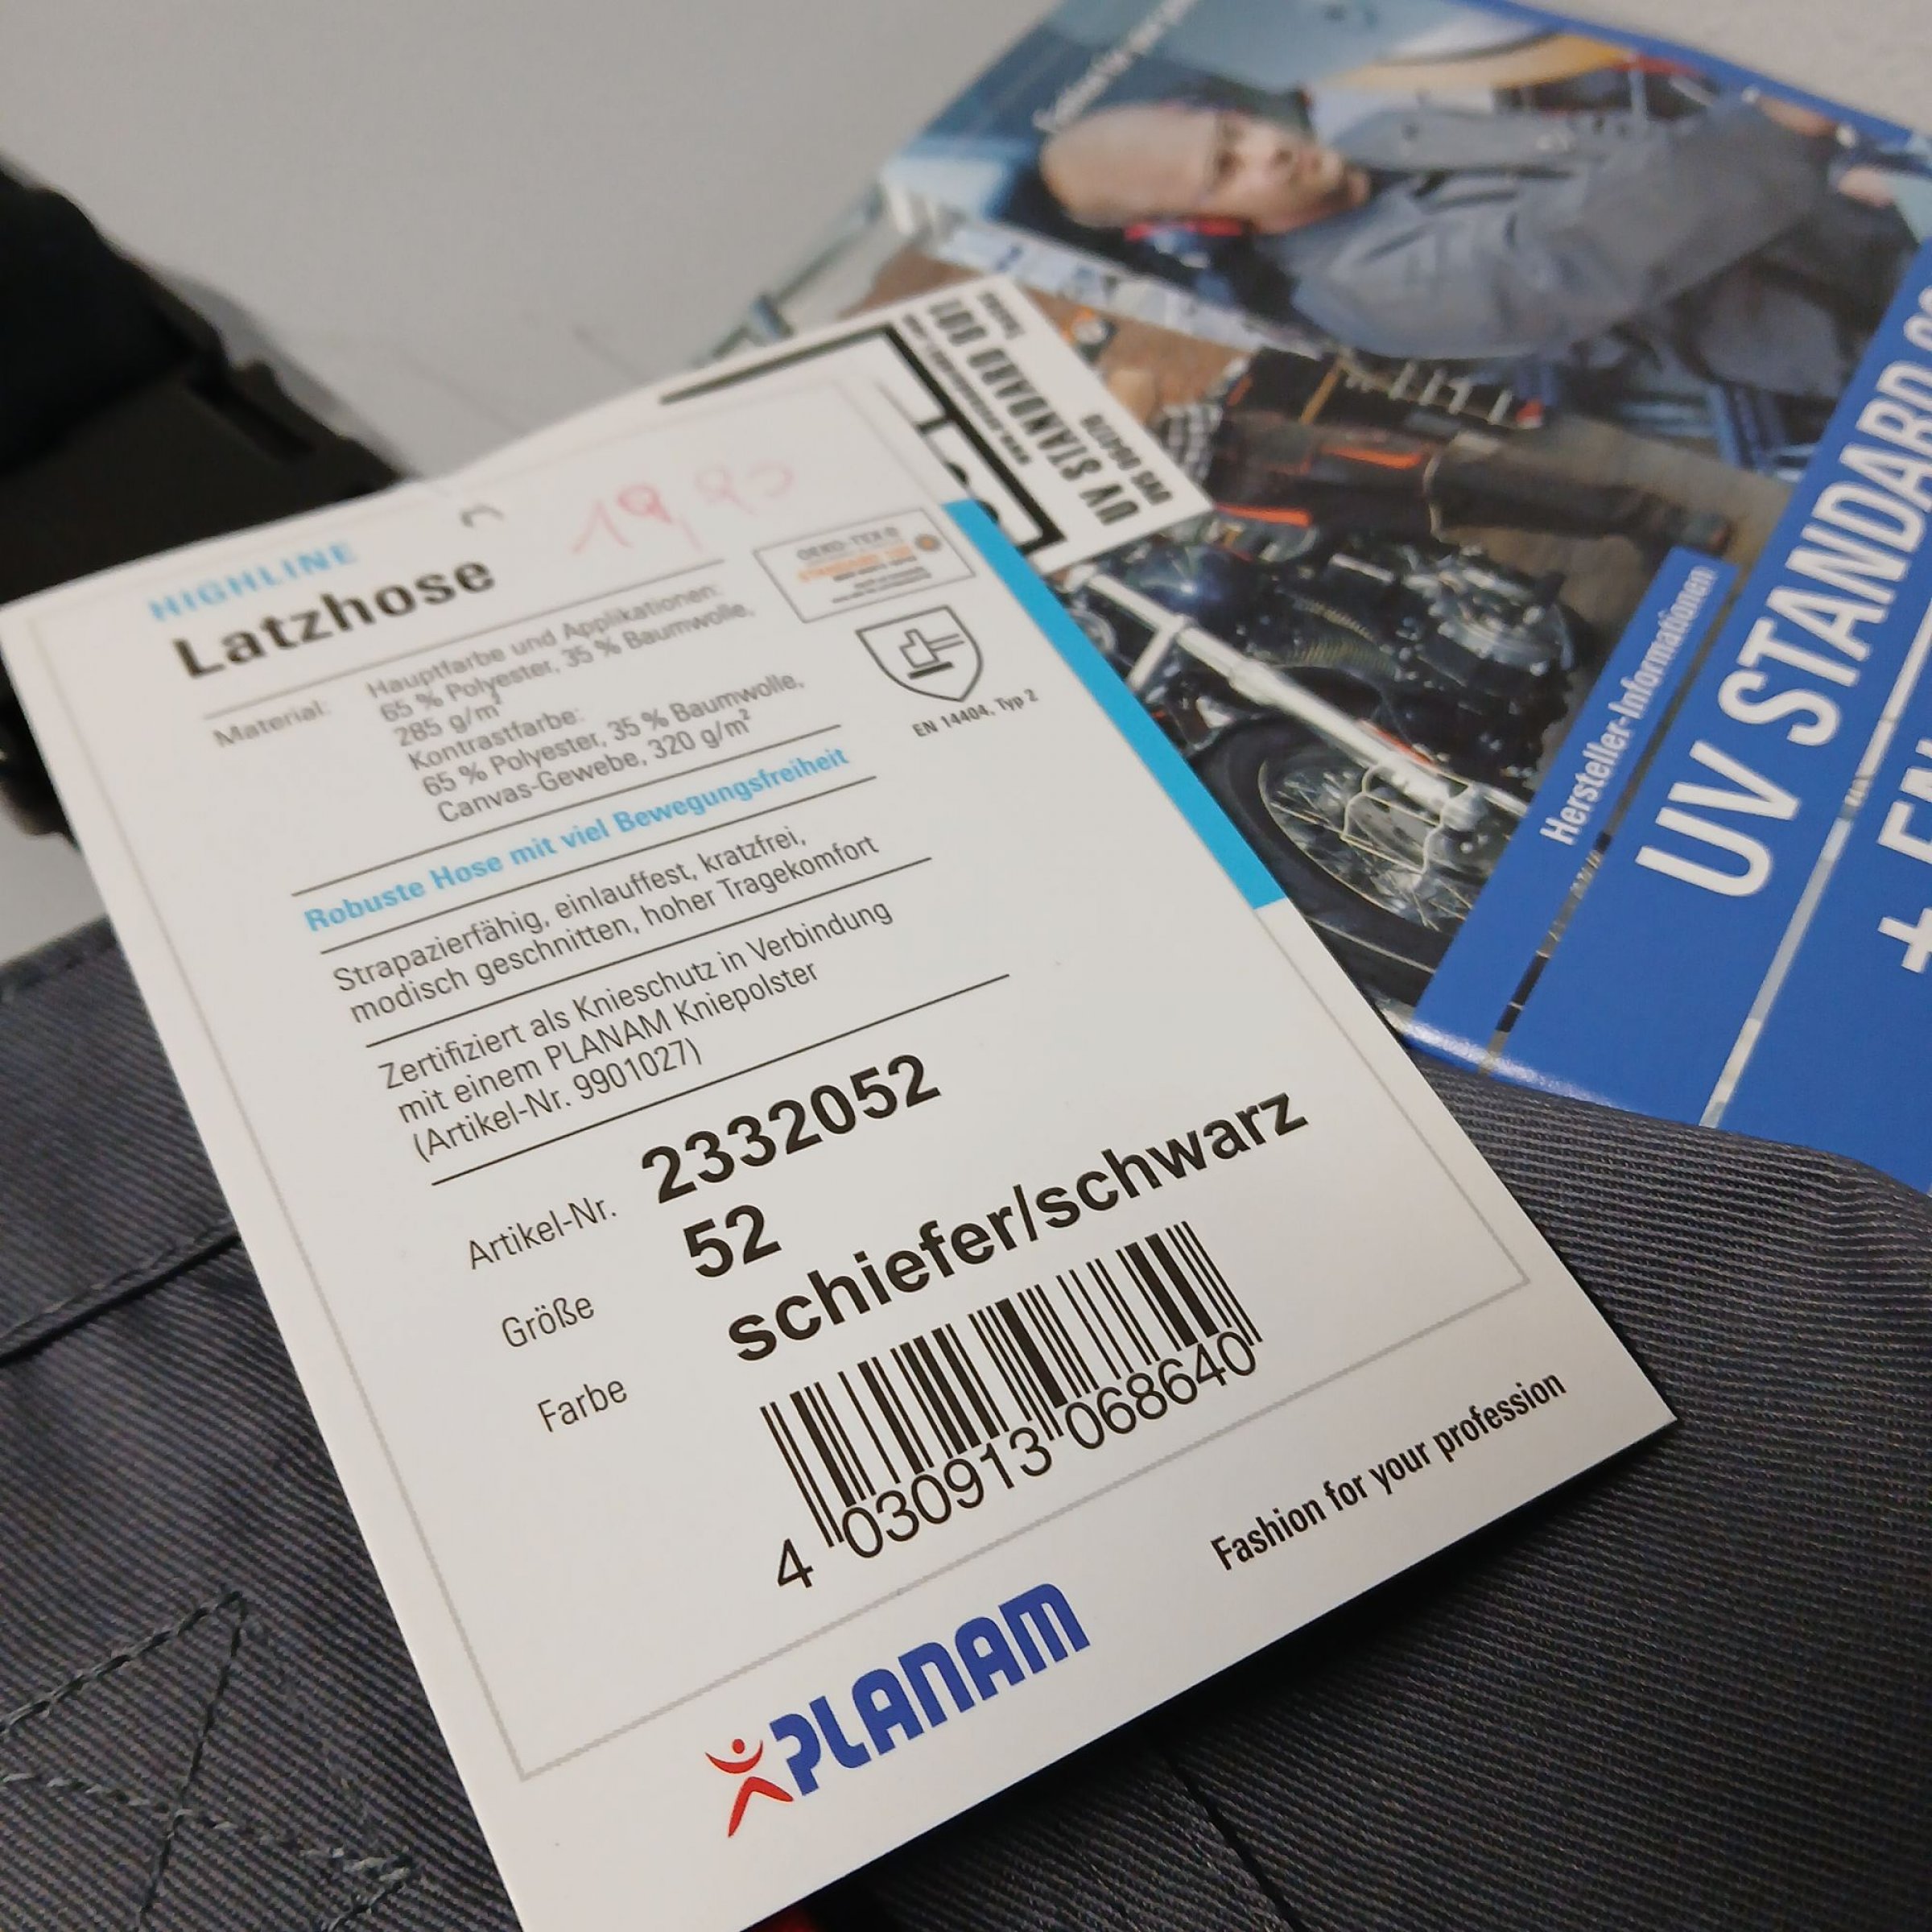 HIGHLINE
Latzhose
Material:
Hauptfarbe und Applikationen:
65 % Polyester, 35 % Baumwolle,
285 g/m²
Kontrastfarbe:
65 % Polyester, 35 % Baumwolle,
Canvas-Gewebe, 320 g/m²
OEKO-TEX®
EN 14404, Typ 2
Robuste Hose mit viel Bewegungsfreiheit
Strapazierfähig, einlauffest, kratzfrei,
modisch geschnitten, hoher Tragekomfort
Zertifiziert als Knieschutz in Verbindung
mit einem PLANAM Kniepolster
(Artikel-Nr. 9901027)
Artikel-Nr. 2332052
Größe 52
Farbe schiefer/schwarz
4 030913 068640
PLANAM
Fashion for your profession
UV STANDARD 801
Hersteller-Informationen
UV STANDARD
+ EN